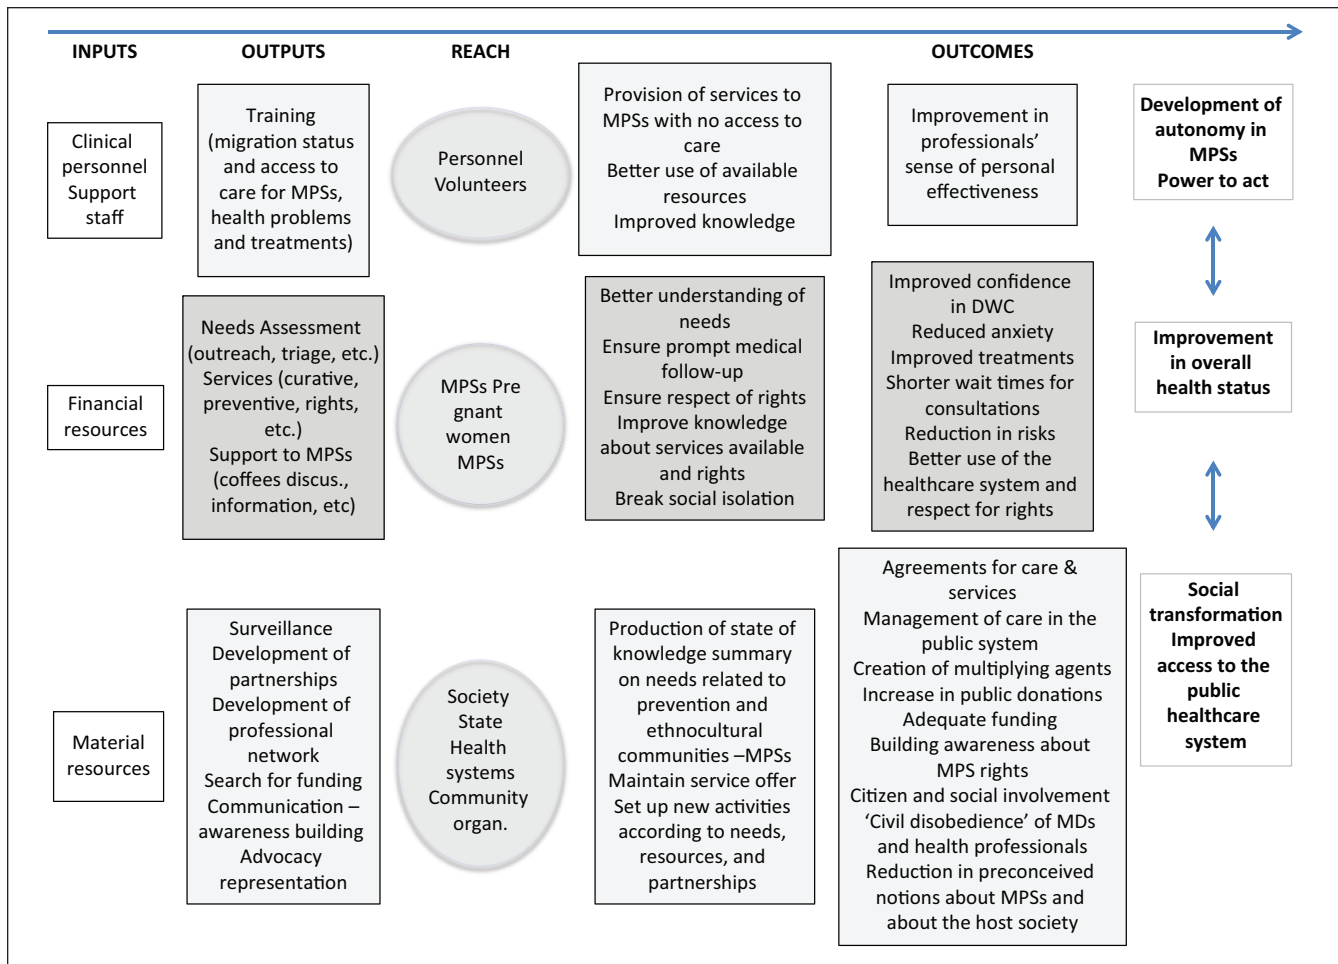 INPUTS
OUTPUTS
REACH
OUTCOMES
Clinical
personnel
Support
staff
Training
(migration status
and access to
care for MPSs,
health problems
and treatments)
Personnel
Volunteers
Provision of services to
MPSs with no access to
care
Better use of available
resources
Improved knowledge
Improvement in
professionals’
sense of personal
effectiveness
Development of
autonomy in
MPSs
Power to act
Financial
resources
Needs Assessment
(outreach, triage, etc.)
Services (curative,
preventive, rights,
etc.)
Support to MPSs
(coffees discus.,
information, etc)
MPSs Pre
gnant
women
MPSs
Better understanding of
needs
Ensure prompt medical
follow-up
Ensure respect of rights
Improve knowledge
about services available
and rights
Break social isolation
Improved confidence
in DWC
Reduced anxiety
Improved treatments
Shorter wait times for
consultations
Reduction in risks
Better use of the
healthcare system and
respect for rights
Improvement
in overall
health status
Material
resources
Surveillance
Development of
partnerships
Development of
professional
network
Search for funding
Communication –
awareness building
Advocacy
representation
Society
State
Health
systems
Community
organ.
Production of state of
knowledge summary
on needs related to
prevention and
ethnocultural
communities –MPSs
Maintain service offer
Set up new activities
according to needs,
resources, and
partnerships
Agreements for care &
services
Management of care in the
public system
Creation of multiplying agents
Increase in public donations
Adequate funding
Building awareness about
MPS rights
Citizen and social involvement
‘Civil disobedience’ of MDs
and health professionals
Reduction in preconceived
notions about MPSs and
about the host society
Social
transformation
Improved
access to the
public
healthcare
system